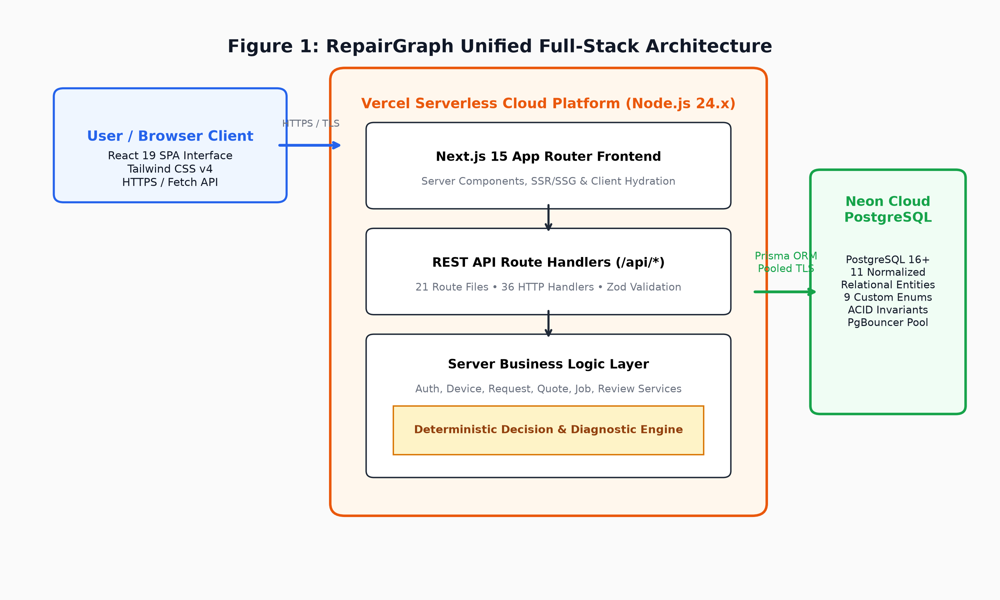 Figure 1: RepairGraph Unified Full-Stack Architecture
User / Browser Client
React 19 SPA Interface
Tailwind CSS v4
HTTPS / Fetch API
HTTPS / TLS
Vercel Serverless Cloud Platform (Node.js 24.x)
Next.js 15 App Router Frontend
Server Components, SSR/SSG & Client Hydration
REST API Route Handlers (/api/*)
21 Route Files • 36 HTTP Handlers • Zod Validation
Server Business Logic Layer
Auth, Device, Request, Quote, Job, Review Services
Deterministic Decision & Diagnostic Engine
Prisma ORM
Pooled TLS
Neon Cloud
PostgreSQL
PostgreSQL 16+
11 Normalized
Relational Entities
9 Custom Enums
ACID Invariants
PgBouncer Pool